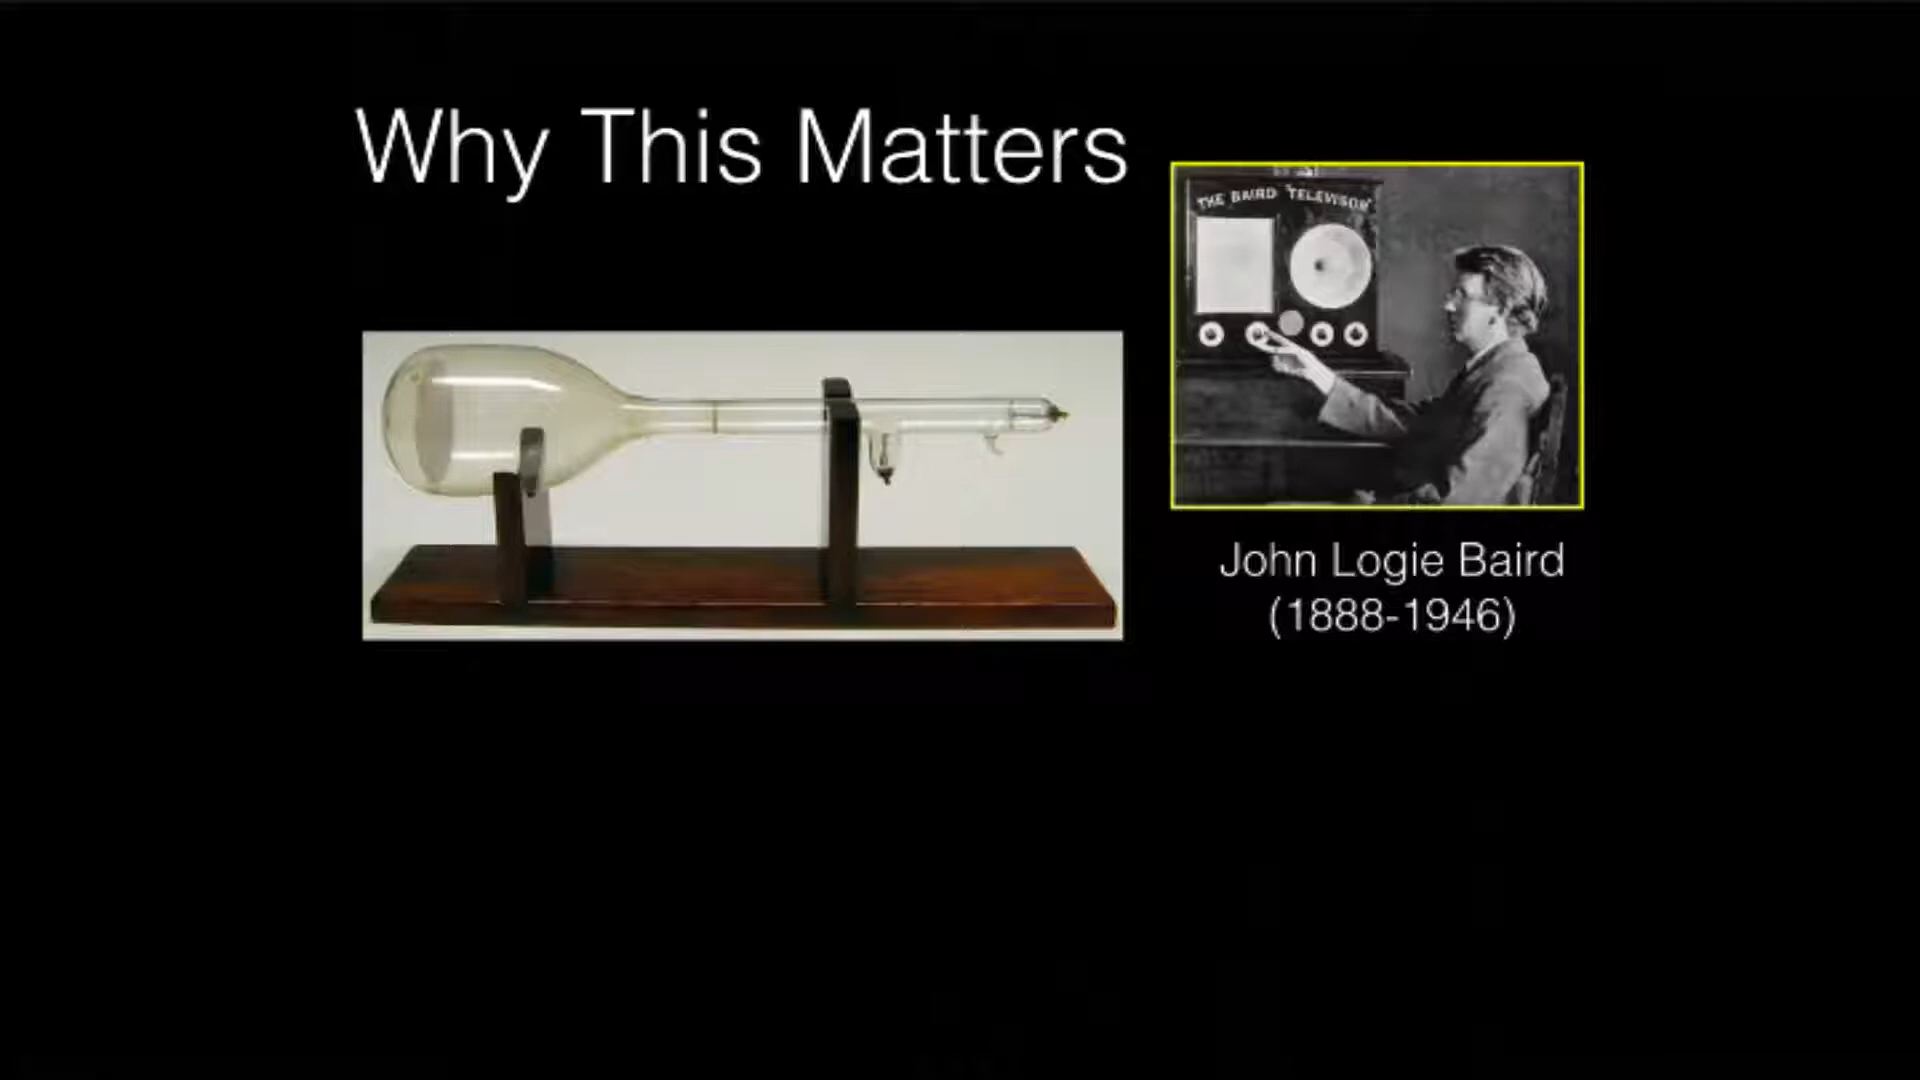 Why This Matters
THE BAIRD "TELEVISOR"
John Logie Baird
(1888-1946)